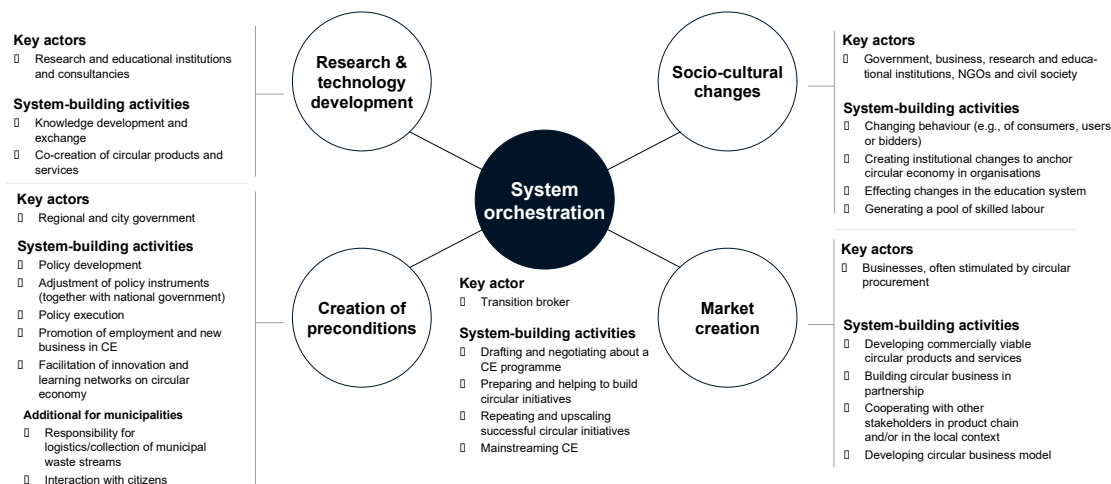 Key actors
Research and educational institutions
and consultancies
System-building activities
Knowledge development and
exchange
Co-creation of circular products and
services
Research &
technology
development
Socio-cultural
changes
Key actors
Government, business, research and educa-
tional institutions, NGOs and civil society
System-building activities
Changing behaviour (e.g., of consumers, users
or bidders)
Creating institutional changes to anchor
circular economy in organisations
Effecting changes in the education system
Generating a pool of skilled labour
System
orchestration
Key actors
Regional and city government
System-building activities
Policy development
Adjustment of policy instruments
(together with national government)
Policy execution
Promotion of employment and new
business in CE
Facilitation of innovation and
learning networks on circular
economy
Additional for municipalities
Responsibility for
logistics/collection of municipal
waste streams
Interaction with citizens
Creation of
preconditions
Key actor
Transition broker
System-building activities
Drafting and negotiating about a
CE programme
Preparing and helping to build
circular initiatives
Repeating and upscaling
successful circular initiatives
Mainstreaming CE
Market
creation
Key actors
Businesses, often stimulated by circular
procurement
System-building activities
Developing commercially viable
circular products and services
Building circular business in
partnership
Cooperating with other
stakeholders in product chain
and/or in the local context
Developing circular business model